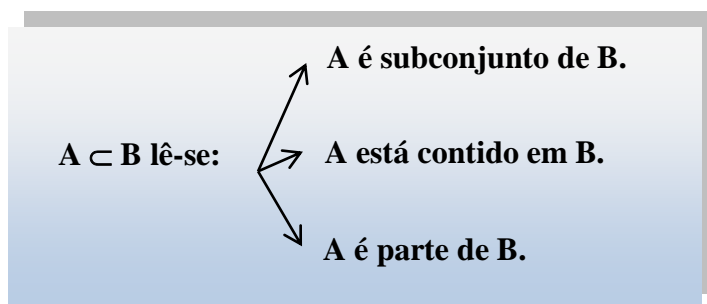 A é subconjunto de B.
A ⊂ B lê-se:
A está contido em B.
A é parte de B.